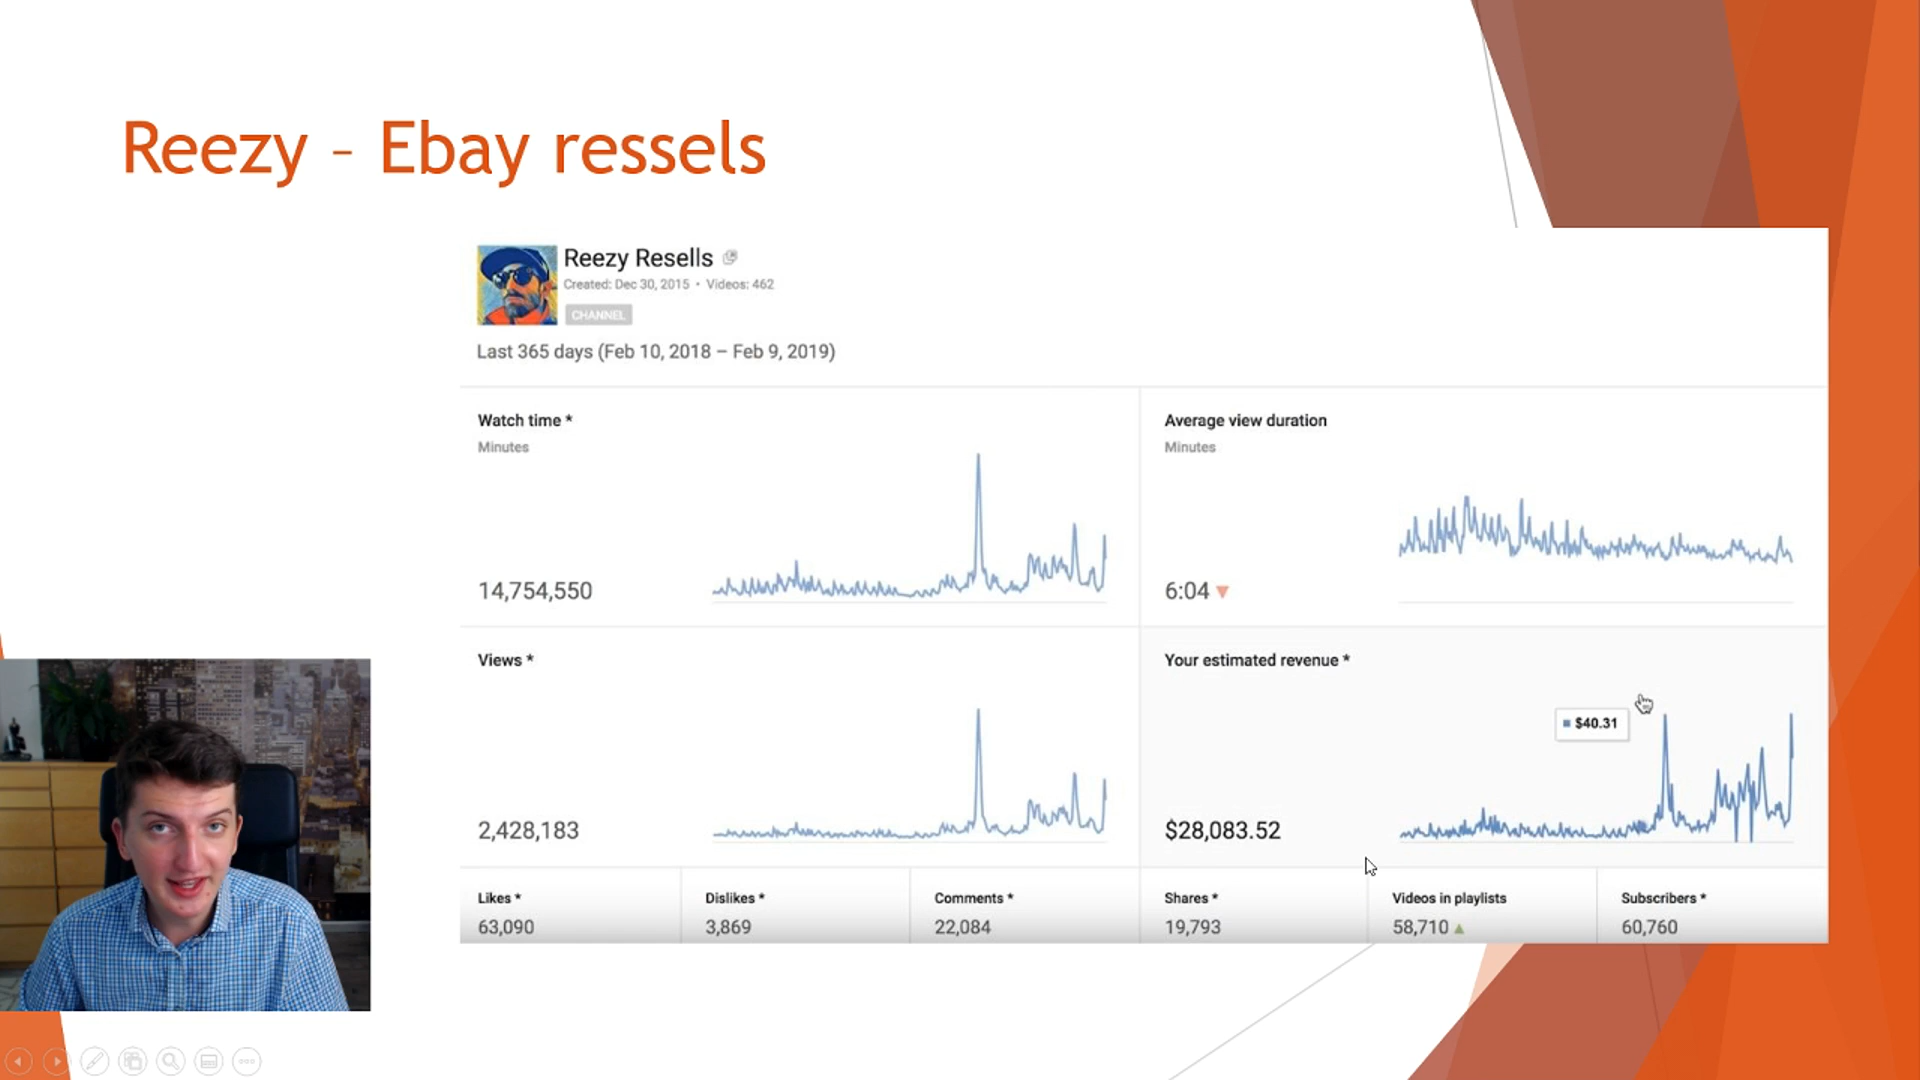 Reezy – Ebay ressels
Reezy Resells
Created: Dec 30, 2015 • Videos: 462
CHANNEL
Last 365 days (Feb 10, 2018 – Feb 9, 2019)
Watch time *
Minutes
14,754,550
Average view duration
Minutes
6:04
Views *
2,428,183
Your estimated revenue *
$40.31
$28,083.52
Likes *
63,090
Dislikes *
3,869
Comments *
22,084
Shares *
19,793
Videos in playlists
58,710
Subscribers *
60,760